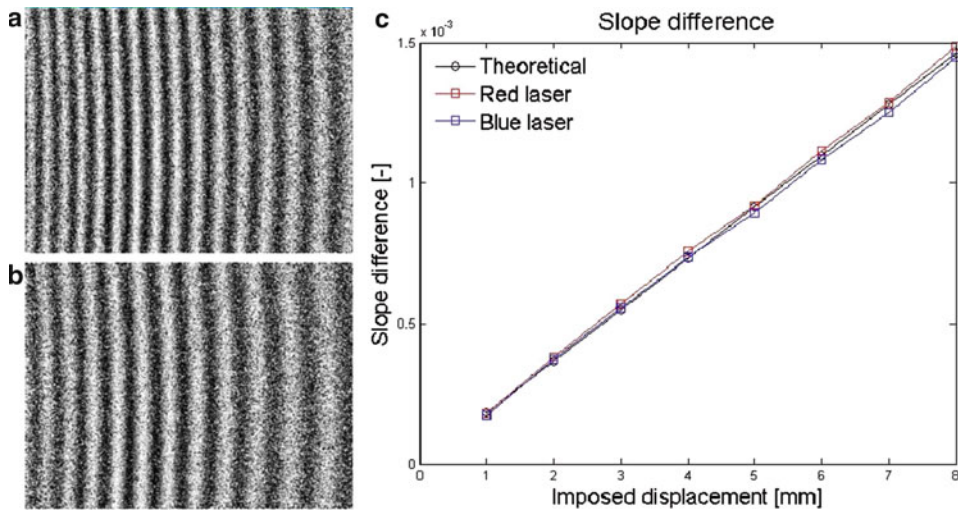 a
b
c
Slope difference
x 10⁻³
1.5
1
0.5
0
Slope difference [-]
Theoretical
Red laser
Blue laser
0 1 2 3 4 5 6 7 8
Imposed displacement [mm]